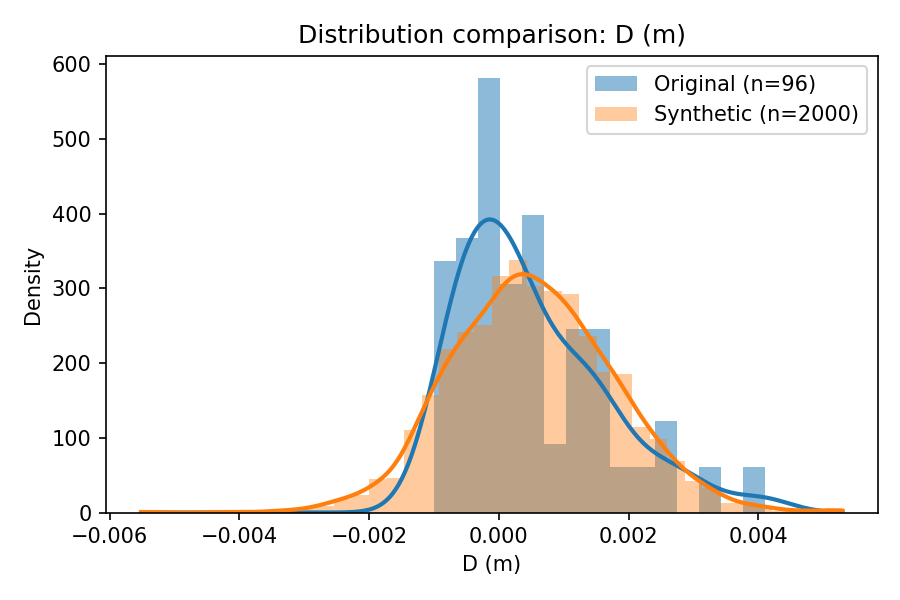 Distribution comparison: D (m)
Original (n=96)
Synthetic (n=2000)
Density
600
500
400
300
200
100
0
−0.006 −0.004 −0.002 0.000 0.002 0.004
D (m)